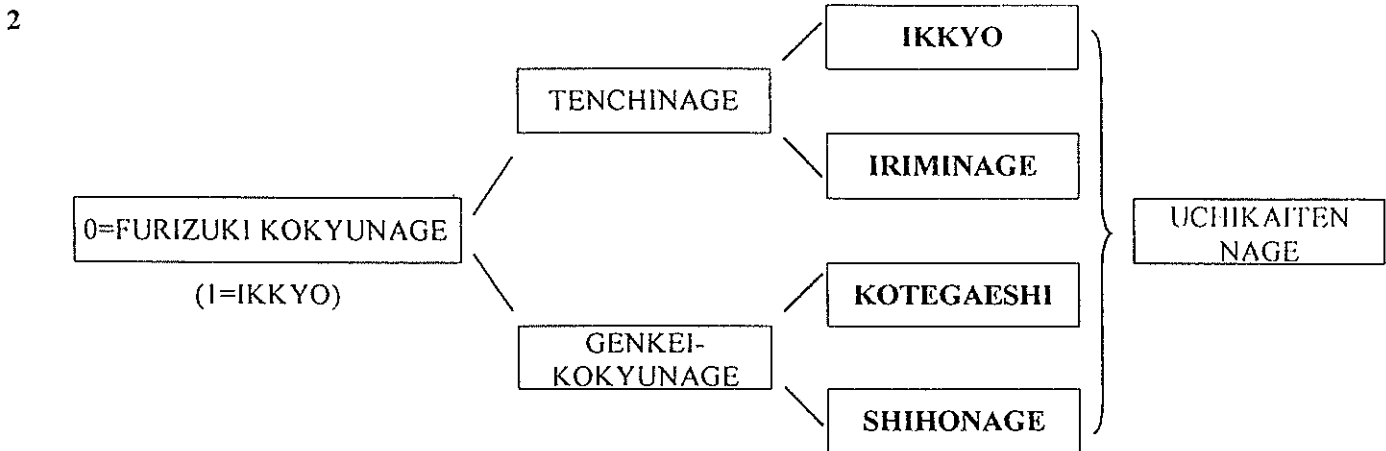 2
IKKYO
TENCHINAGE
IRIMINAGE
0=FURIZUKI KOKYUNAGE
(1=IKKYO)
UCHIKAITEN
NAGE
KOTEGAESHI
GENKEI-
KOKYUNAGE
SHIHONAGE